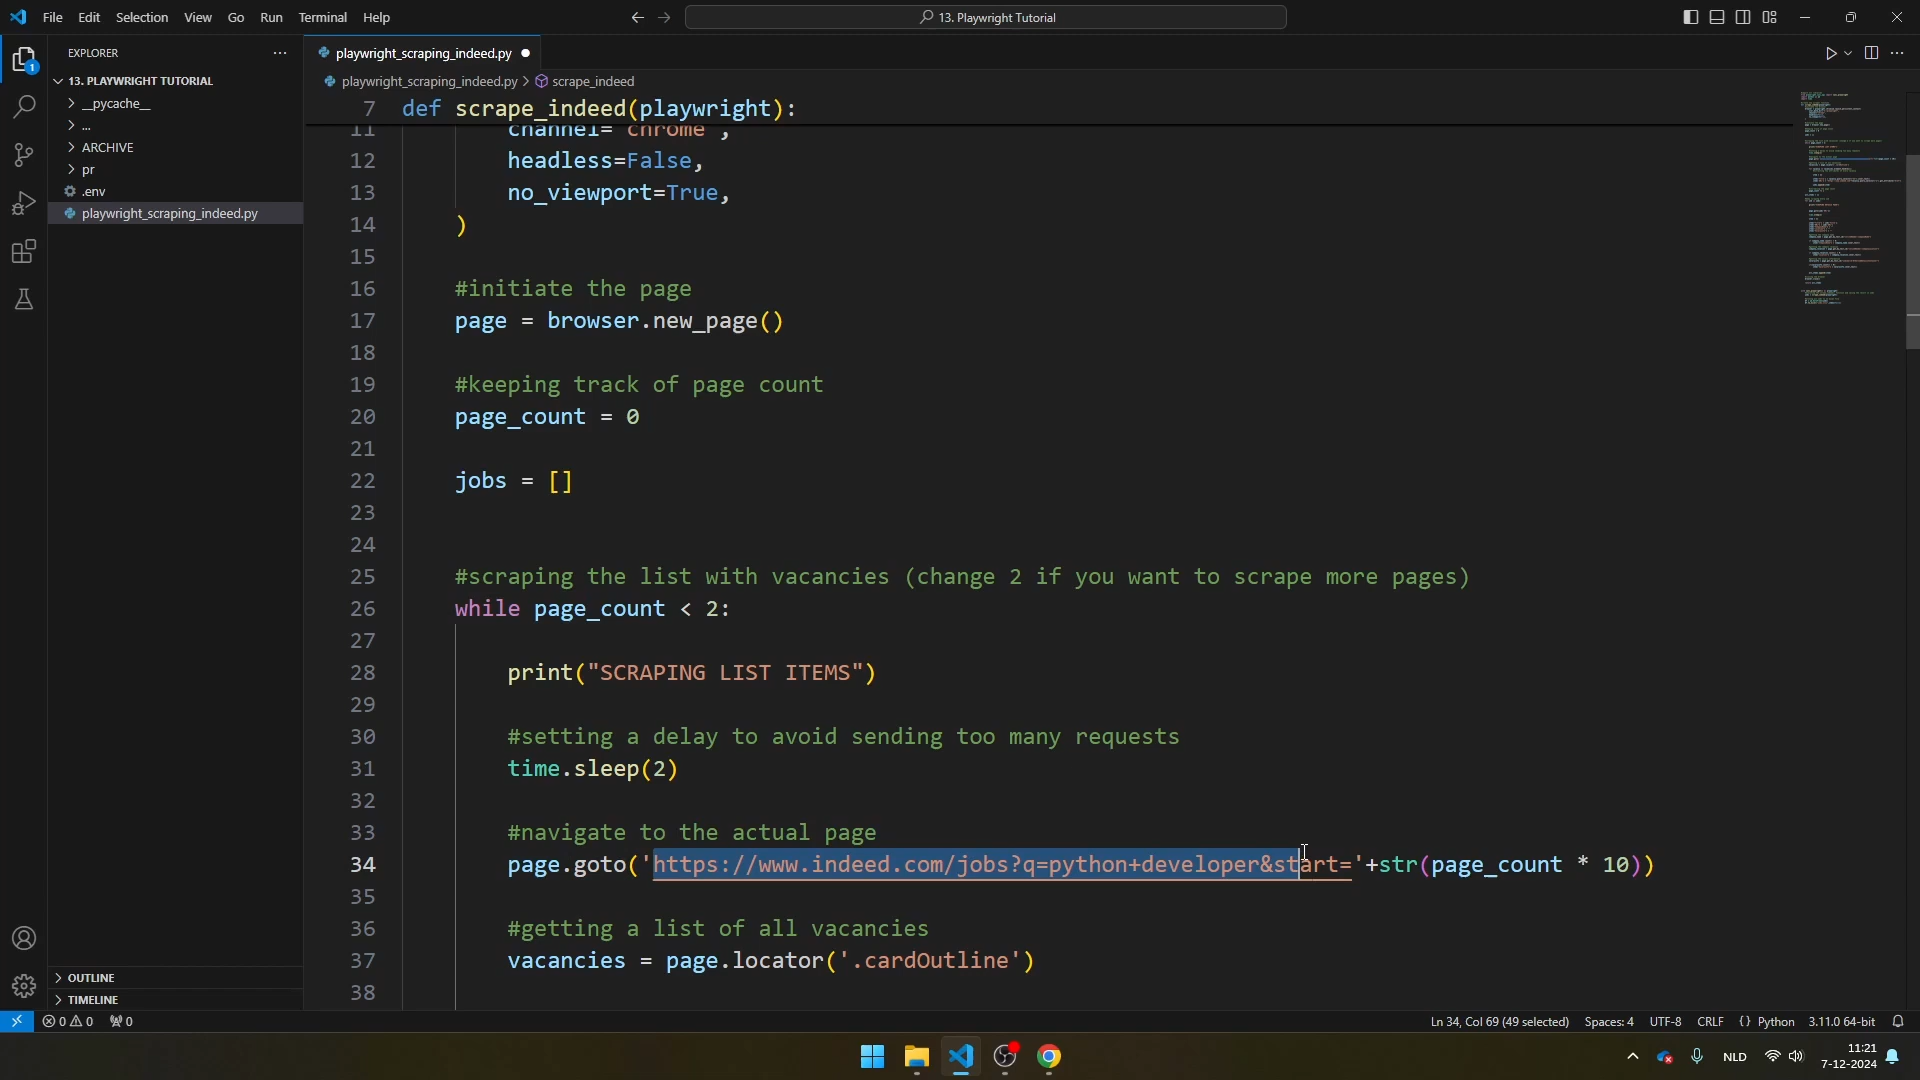 File Edit Selection View Go Run Terminal Help
13. Playwright Tutorial
EXPLORER
13. PLAYWRIGHT TUTORIAL
__pycache__
...
ARCHIVE
pr
.env
playwright_scraping_indeed.py
OUTLINE
TIMELINE
playwright_scraping_indeed.py
playwright_scraping_indeed.py > scrape_indeed
7 def scrape_indeed(playwright):
11 channel="chrome",
12 headless=False,
13 no_viewport=True,
14 )
15
16 #initiate the page
17 page = browser.new_page()
18
19 #keeping track of page count
20 page_count = 0
21
22 jobs = []
23
24
25 #scraping the list with vacancies (change 2 if you want to scrape more pages)
26 while page_count < 2:
27
28 print("SCRAPING LIST ITEMS")
29
30 #setting a delay to avoid sending too many requests
31 time.sleep(2)
32
33 #navigate to the actual page
34 page.goto('https://www.indeed.com/jobs?q=python+developer&start='+str(page_count * 10))
35
36 #getting a list of all vacancies
37 vacancies = page.locator('.cardOutline')
38
1
0 0 0
Ln 34, Col 69 (49 selected) Spaces: 4 UTF-8 CRLF {} Python 3.11.0 64-bit
NLD
11:21
7-12-2024